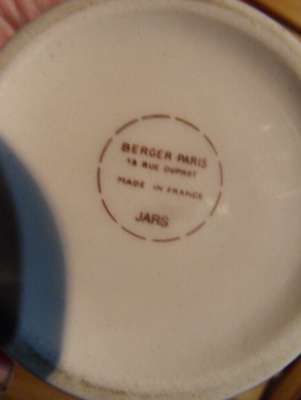 BERGER-PARIS
18 RUE DUPHOT
MADE IN FRANCE
JARS